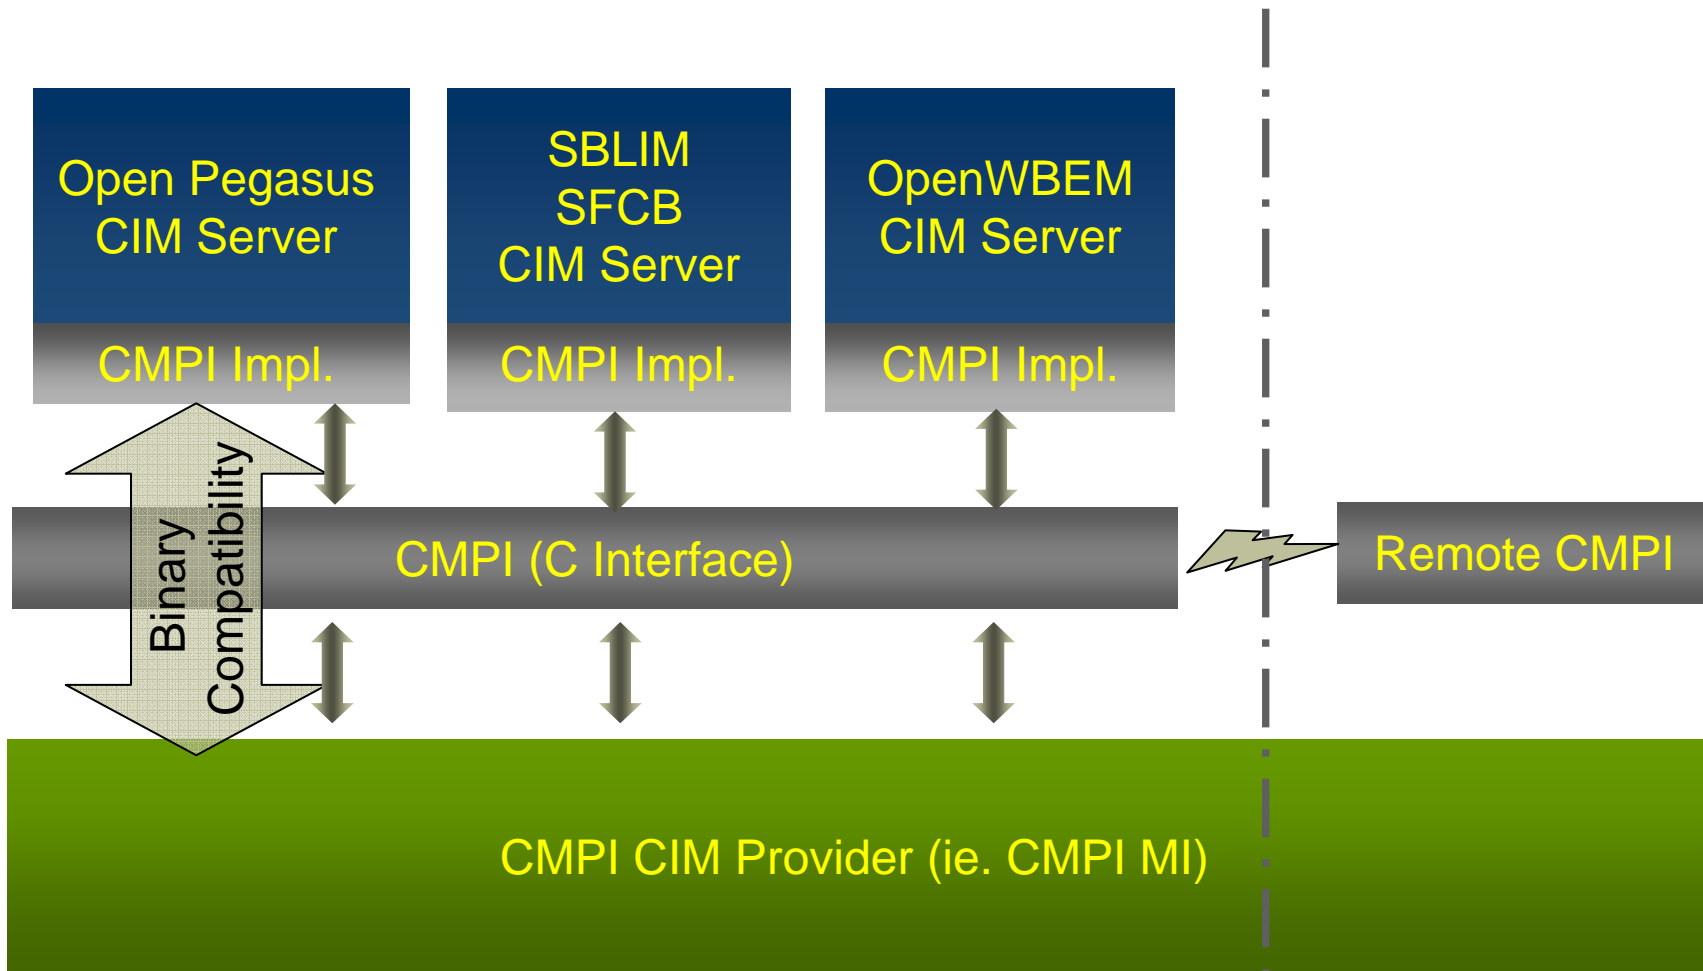 Open Pegasus
CIM Server
SBLIM
SFCB
CIM Server
OpenWBEM
CIM Server
CMPI Impl.
CMPI Impl.
CMPI Impl.
Binary
Compatibility
CMPI (C Interface)
Remote CMPI
CMPI CIM Provider (ie. CMPI MI)